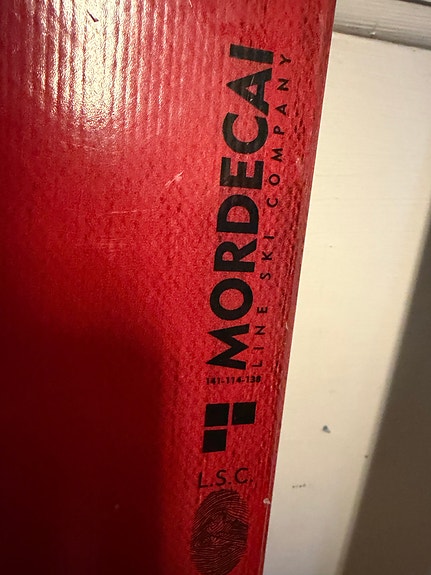 MORDECAI
LINE SKI COMPANY
141-114-138
L.S.C.